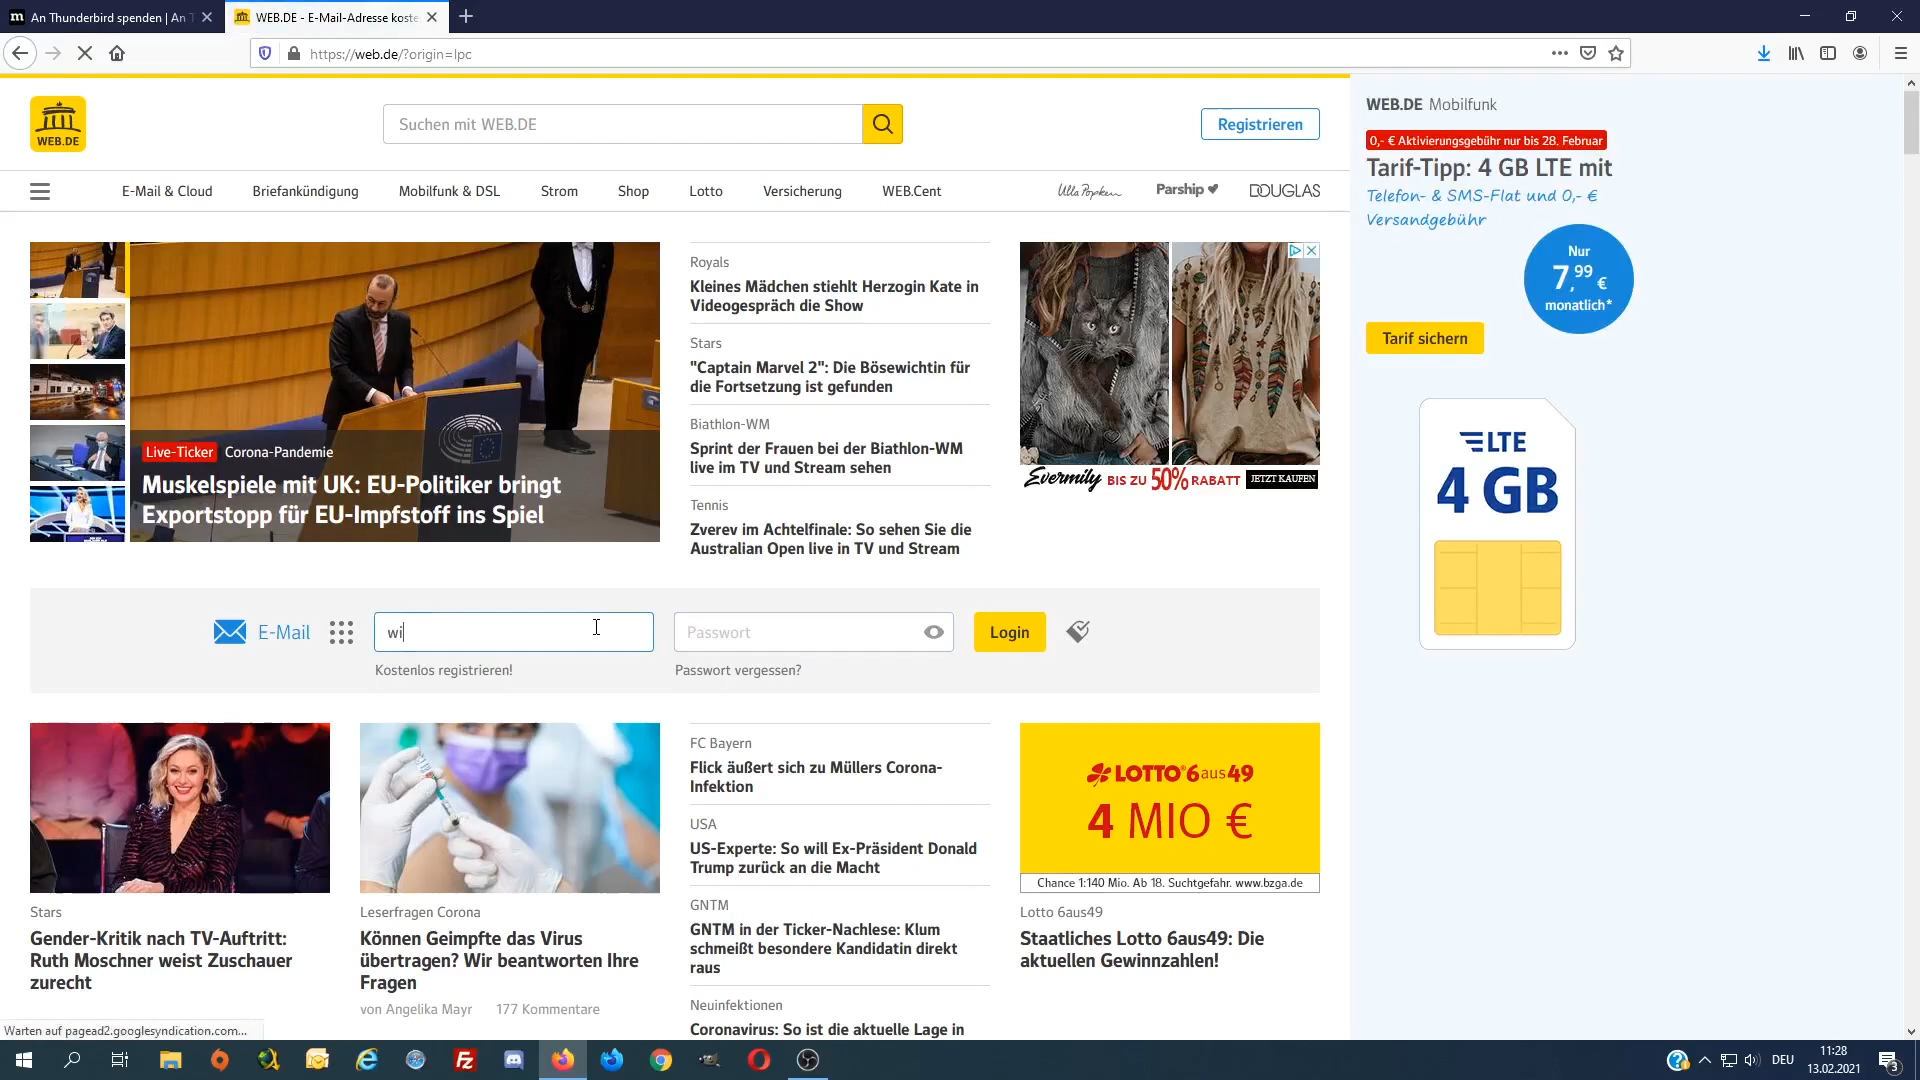 An Thunderbird spenden | An T
WEB.DE - E-Mail-Adresse koste
https://web.de/?origin=lpc
WEB.DE
Suchen mit WEB.DE
Registrieren
E-Mail & Cloud
Briefankündigung
Mobilfunk & DSL
Strom
Shop
Lotto
Versicherung
WEB.Cent
Ulla Popken
Parship
DOUGLAS
WEB.DE Mobilfunk
0,- € Aktivierungsgebühr nur bis 28. Februar
Tarif-Tipp: 4 GB LTE mit
Telefon- & SMS-Flat und 0,- €
Versandgebühr
Nur
7,99 €
monatlich*
Tarif sichern
LTE
4 GB
Live-Ticker Corona-Pandemie
Muskelspiele mit UK: EU-Politiker bringt
Exportstopp für EU-Impfstoff ins Spiel
Royals
Kleines Mädchen stiehlt Herzogin Kate in
Videogespräch die Show
Stars
"Captain Marvel 2": Die Bösewichtin für
die Fortsetzung ist gefunden
Biathlon-WM
Sprint der Frauen bei der Biathlon-WM
live im TV und Stream sehen
Tennis
Zverev im Achtelfinale: So sehen Sie die
Australian Open live in TV und Stream
Evermily BIS ZU 50% RABATT JETZT KAUFEN
E-Mail
wi
Passwort
Login
Kostenlos registrieren!
Passwort vergessen?
Stars
Gender-Kritik nach TV-Auftritt:
Ruth Moschner weist Zuschauer
zurecht
Leserfragen Corona
Können Geimpfte das Virus
übertragen? Wir beantworten Ihre
Fragen
von Angelika Mayr 177 Kommentare
FC Bayern
Flick äußert sich zu Müllers Corona-
Infektion
USA
US-Experte: So will Ex-Präsident Donald
Trump zurück an die Macht
GNTM
GNTM in der Ticker-Nachlese: Klum
schmeißt besondere Kandidatin direkt
raus
Neuinfektionen
Coronavirus: So ist die aktuelle Lage in
LOTTO® 6aus49
4 MIO €
Chance 1:140 Mio. Ab 18. Suchtgefahr. www.bzga.de
Lotto 6aus49
Staatliches Lotto 6aus49: Die
aktuellen Gewinnzahlen!
Warten auf pagead2.googlesyndication.com...
DEU
11:28
13.02.2021
3